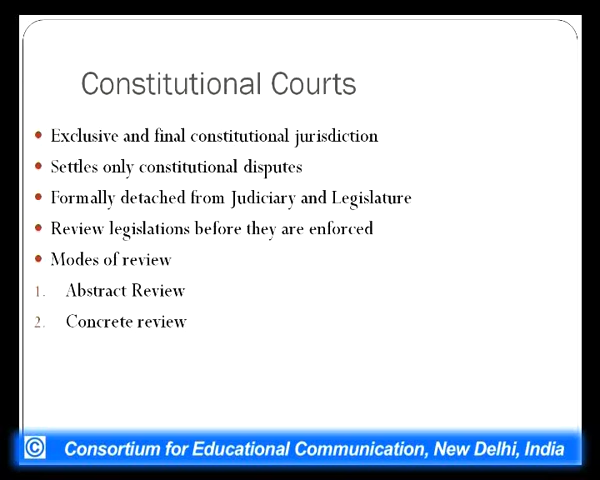 Constitutional Courts
• Exclusive and final constitutional jurisdiction
• Settles only constitutional disputes
• Formally detached from Judiciary and Legislature
• Review legislations before they are enforced
• Modes of review
1. Abstract Review
2. Concrete review
© Consortium for Educational Communication, New Delhi, India